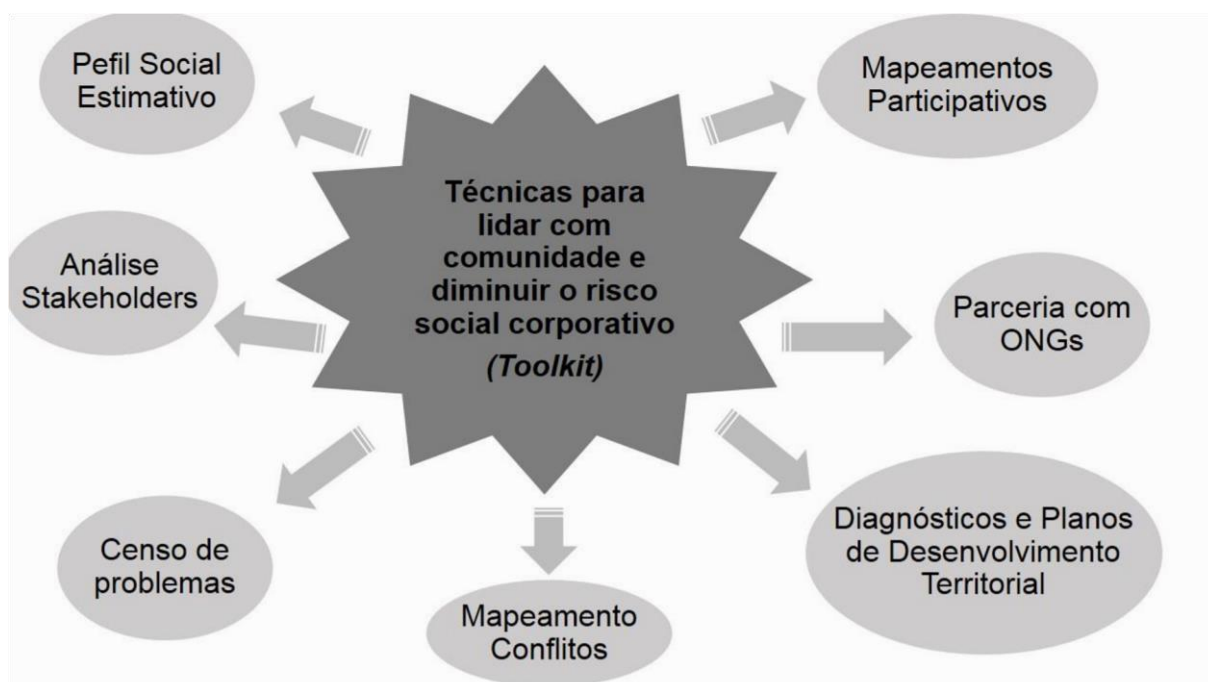 Pefil Social
Estimativo
Mapeamentos
Participativos
Técnicas para
lidar com
comunidade e
diminuir o risco
social corporativo
(Toolkit)
Análise
Stakeholders
Parceria com
ONGs
Censo de
problemas
Mapeamento
Conflitos
Diagnósticos e Planos
de Desenvolvimento
Territorial